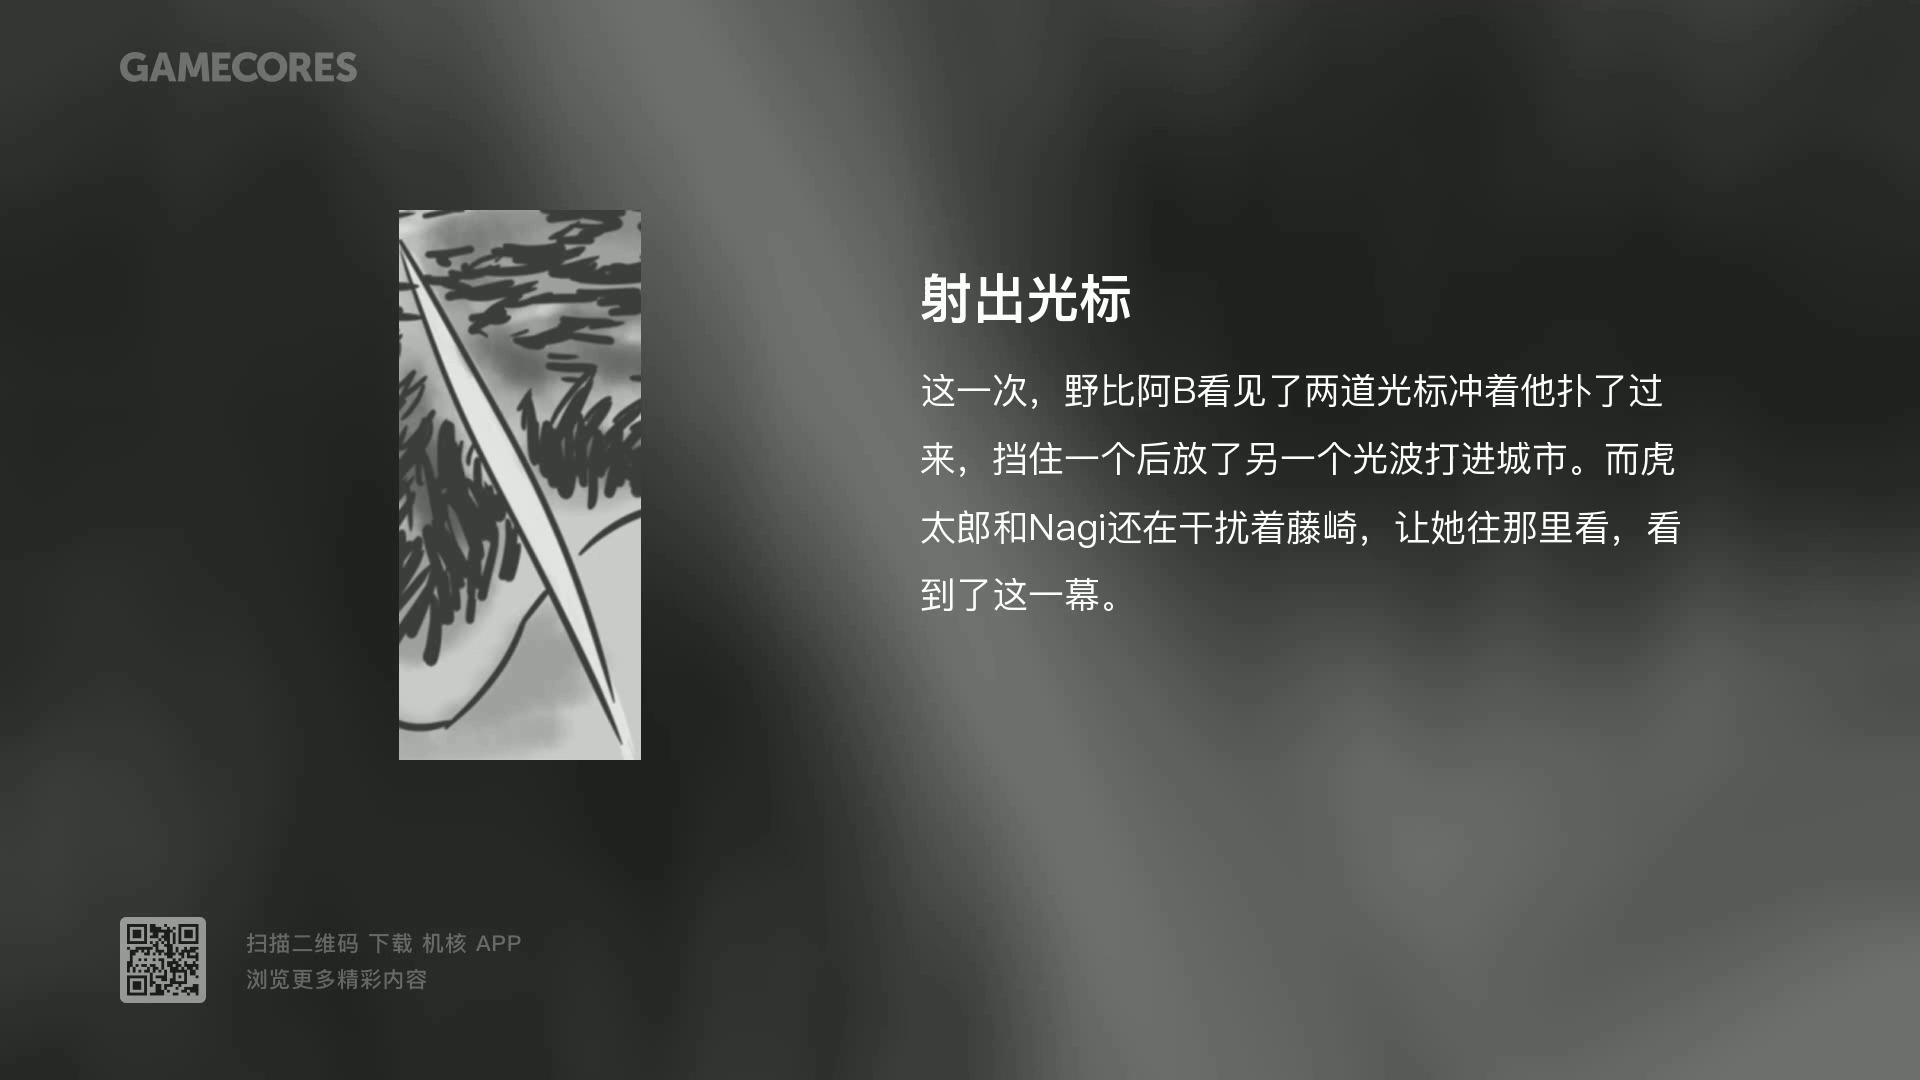 GAMECORES
射出光标
这一次，野比阿B看见了两道光标冲着他扑了过
来，挡住一个后放了另一个光波打进城市。而虎
太郎和Nagi还在干扰着藤崎，让她往那里看，看
到了这一幕。
扫描二维码 下载 机核 APP
浏览更多精彩内容